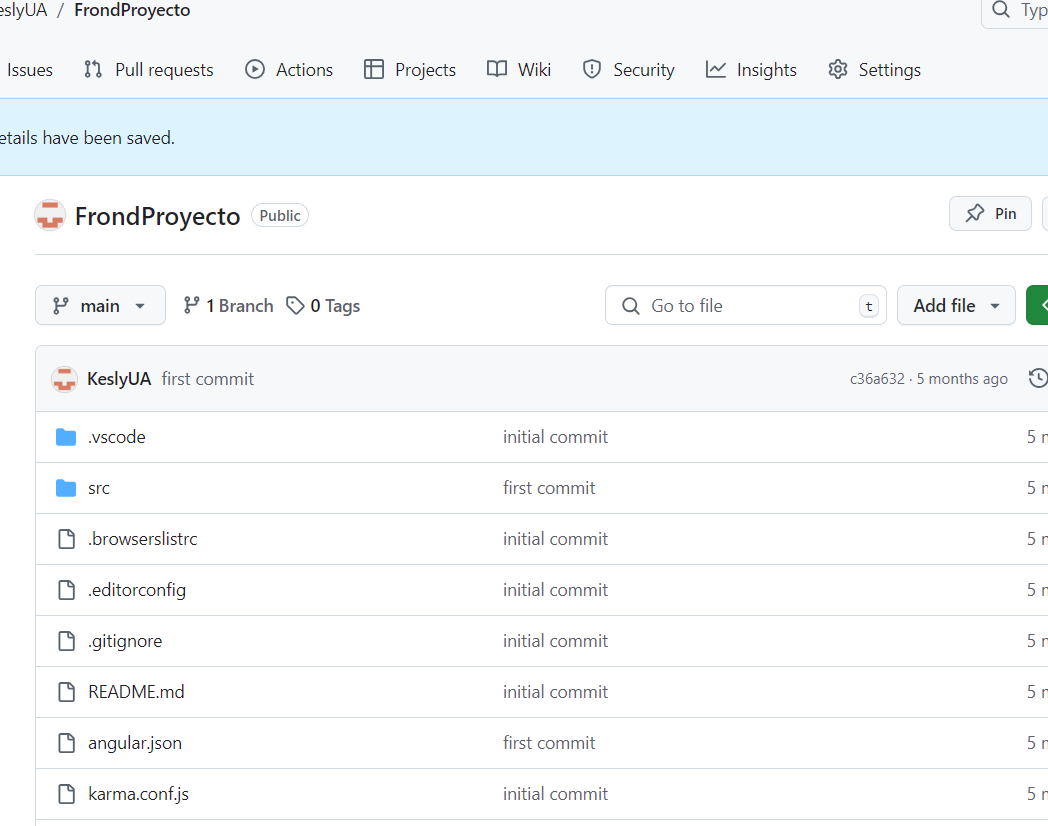 eslyUA / FrondProyecto Typ
Issues Pull requests Actions Projects Wiki Security Insights Settings
etails have been saved.
FrondProyecto Public Pin
main 1 Branch 0 Tags Go to file t Add file
KeslyUA first commit c36a632 · 5 months ago
.vscode initial commit 5 m
src first commit 5 m
.browserslistrc initial commit 5 m
.editorconfig initial commit 5 m
.gitignore initial commit 5 m
README.md initial commit 5 m
angular.json first commit 5 m
karma.conf.js initial commit 5 m